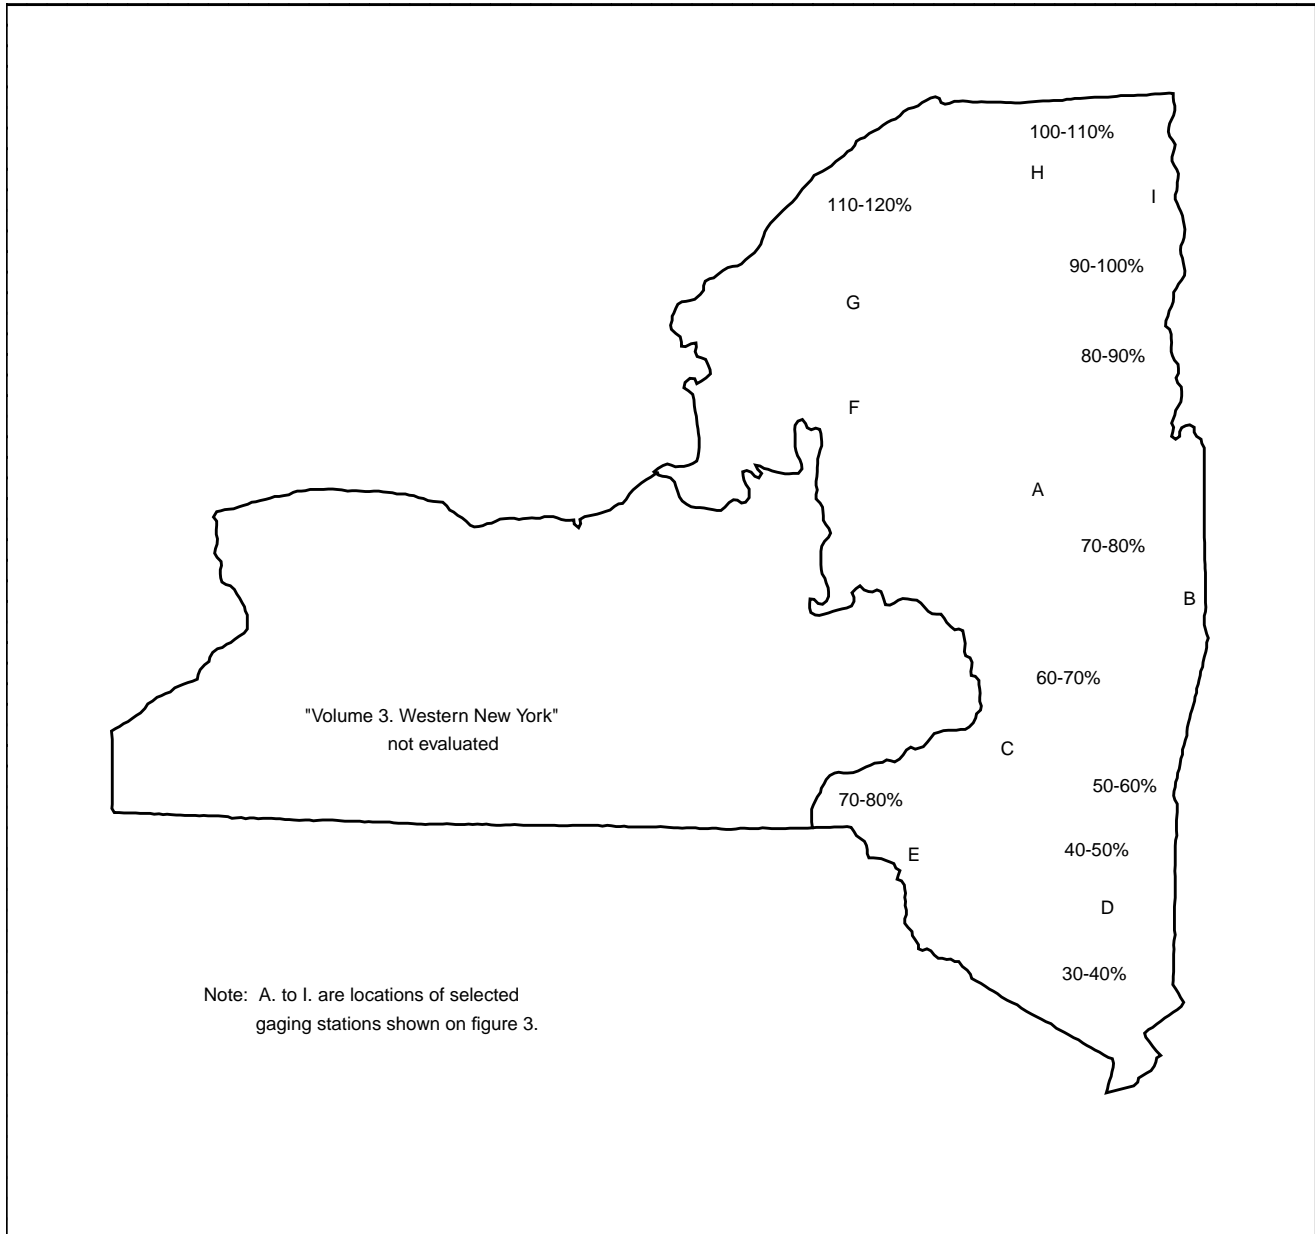 100-110%
H
I
110-120%
90-100%
G
80-90%
F
A
70-80%
B
60-70%
"Volume 3. Western New York"
not evaluated
C
50-60%
70-80%
40-50%
E
D
30-40%
Note:  A. to I. are locations of selected
gaging stations shown on figure 3.